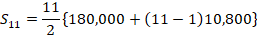 S₁₁ = 11/2 {180,000 + (11 − 1)10,800}